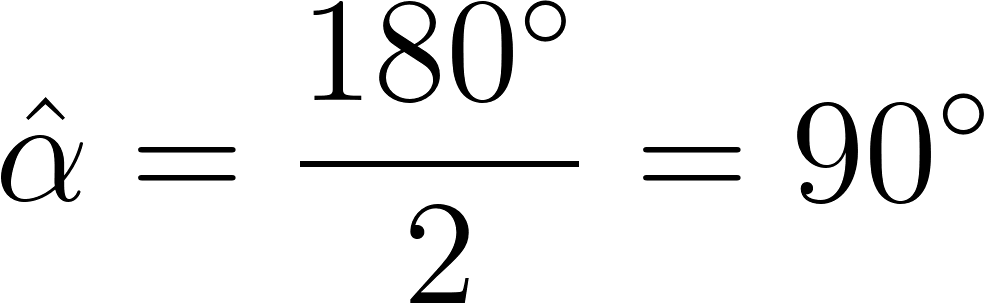 α̂ = 180° / 2 = 90°